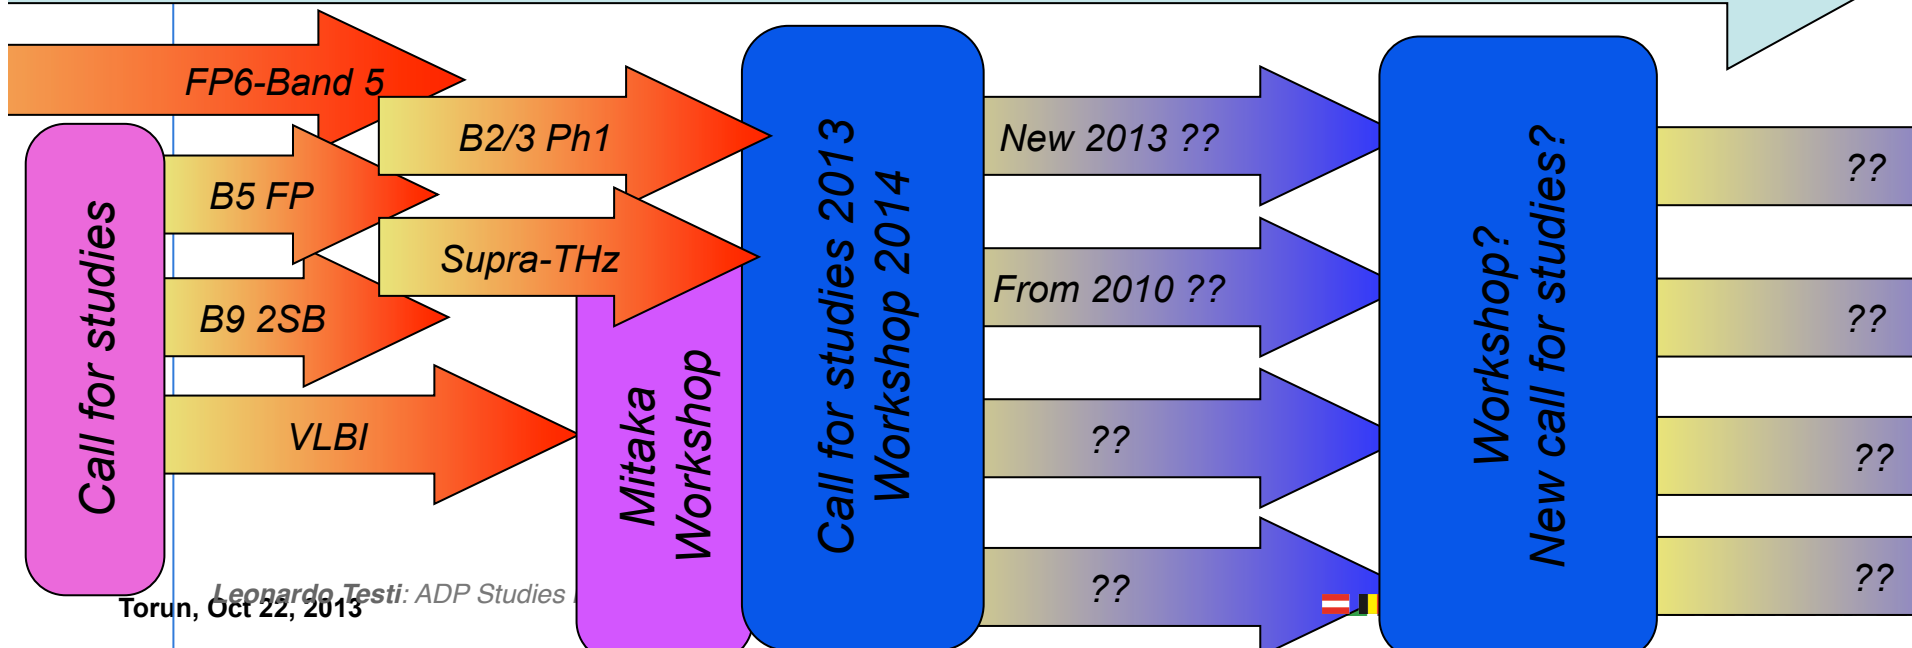 FP6-Band 5
B2/3 Ph1
B5 FP
Supra-THz
B9 2SB
VLBI
Call for studies
Mitaka
Workshop
Call for studies 2013
Workshop 2014
New 2013 ??
From 2010 ??
??
??
Workshop?
New call for studies?
??
??
??
??
Leonardo Testi: ADP Studies
Torun, Oct 22, 2013